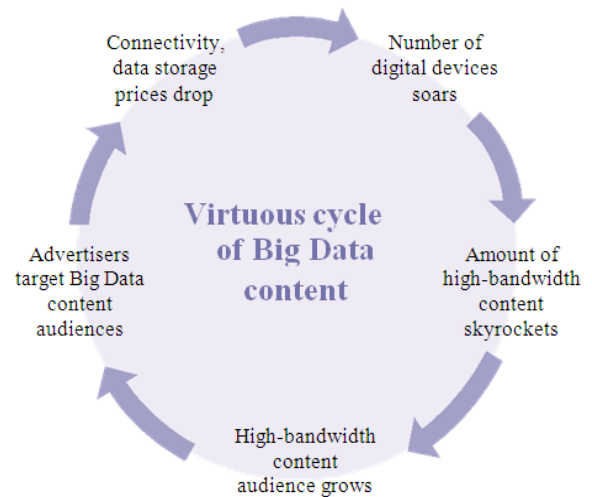 Connectivity,
data storage
prices drop
Number of
digital devices
soars
Virtuous cycle
of Big Data
content
Advertisers
target Big Data
content
audiences
Amount of
high-bandwidth
content
skyrockets
High-bandwidth
content
audience grows